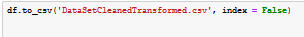 df.to_csv('DataSetCleanedTransformed.csv', index = False)